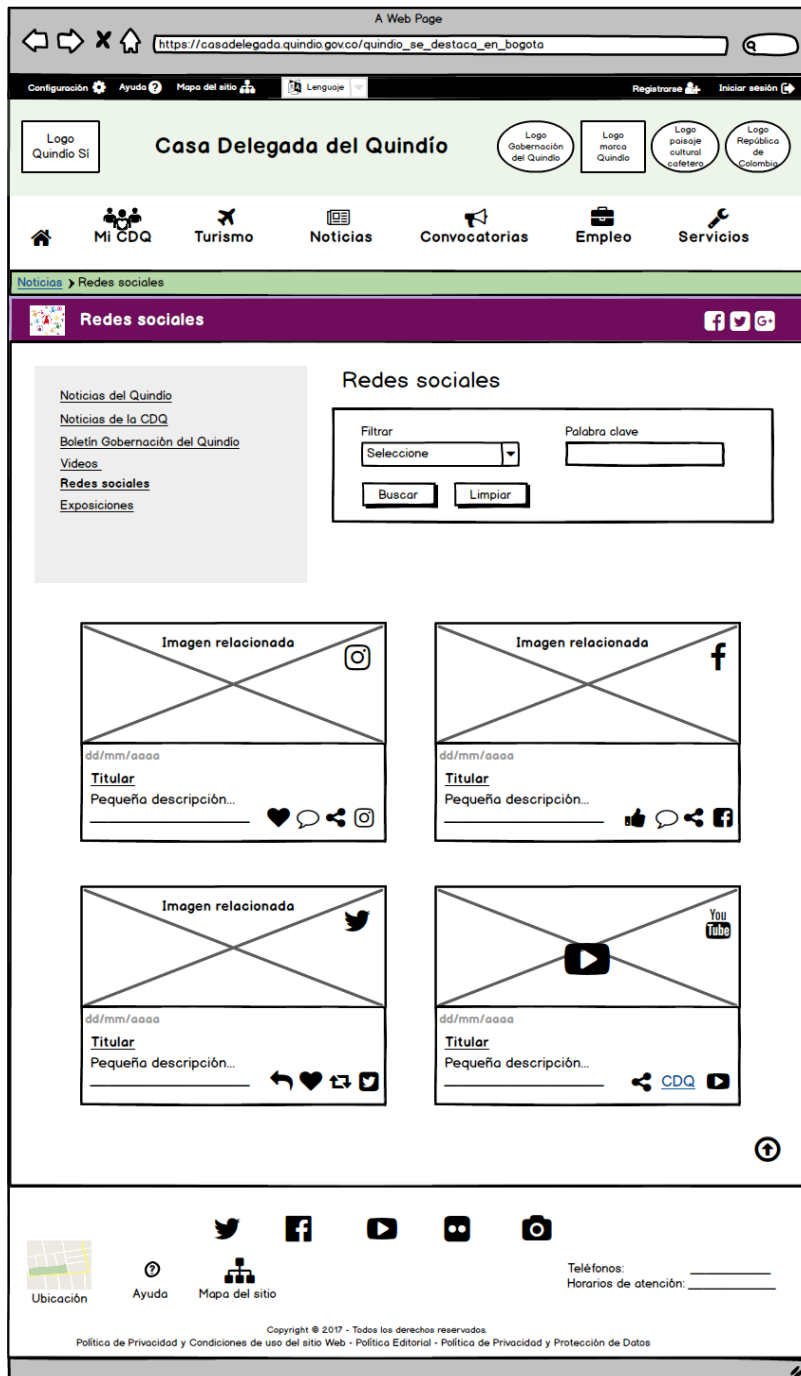 A Web Page
https://casadelegada.quindio.gov.co/quindio_se_destaca_en_bogota
Configuración Ayuda Mapa del sitio Lenguaje Registrarse Iniciar sesión
Logo
Quindío Sí
Casa Delegada del Quindío
Logo
Gobernación
del Quindío
Logo
marca
Quindío
Logo
paisaje
cultural
cafetero
Logo
República
de
Colombia
Mi CDQ Turismo Noticias Convocatorias Empleo Servicios
Noticias Redes sociales
Redes sociales
Noticias del Quindío
Noticias de la CDQ
Boletín Gobernación del Quindío
Videos
Redes sociales
Exposiciones
Redes sociales
Filtrar Palabra clave
Seleccione
Buscar Limpiar
Imagen relacionada
dd/mm/aaaa
Titular
Pequeña descripción...
Imagen relacionada
dd/mm/aaaa
Titular
Pequeña descripción...
Imagen relacionada
dd/mm/aaaa
Titular
Pequeña descripción...
You
Tube
dd/mm/aaaa
Titular
Pequeña descripción...
CDQ
Ubicación
Ayuda
Mapa del sitio
Teléfonos:
Horarios de atención:
Copyright © 2017 - Todos los derechos reservados.
Política de Privacidad y Condiciones de uso del sitio Web - Política Editorial - Política de Privacidad y Protección de Datos